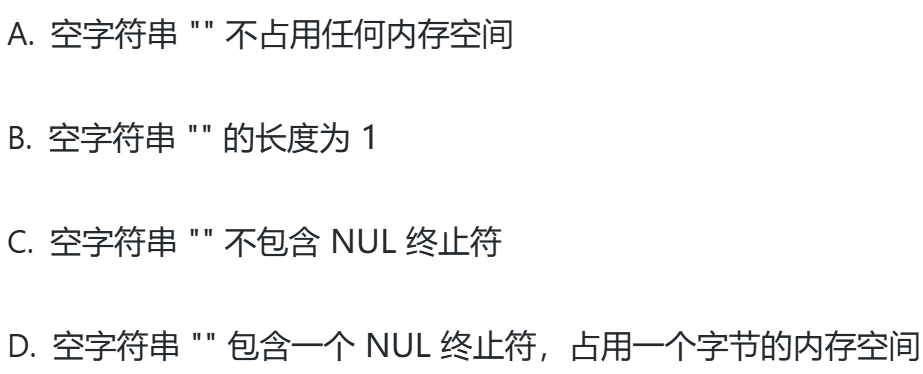 A. 空字符串 "" 不占用任何内存空间
B. 空字符串 "" 的长度为 1
C. 空字符串 "" 不包含 NUL 终止符
D. 空字符串 "" 包含一个 NUL 终止符，占用一个字节的内存空间